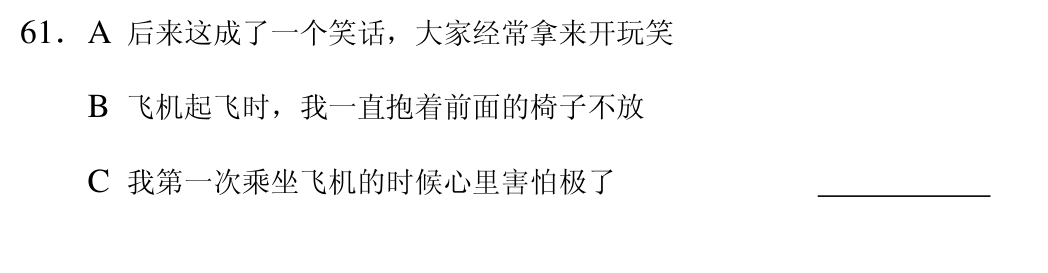 61. A 后来这成了一个笑话，大家经常拿来开玩笑
B 飞机起飞时，我一直抱着前面的椅子不放
C 我第一次乘坐飞机的时候心里害怕极了